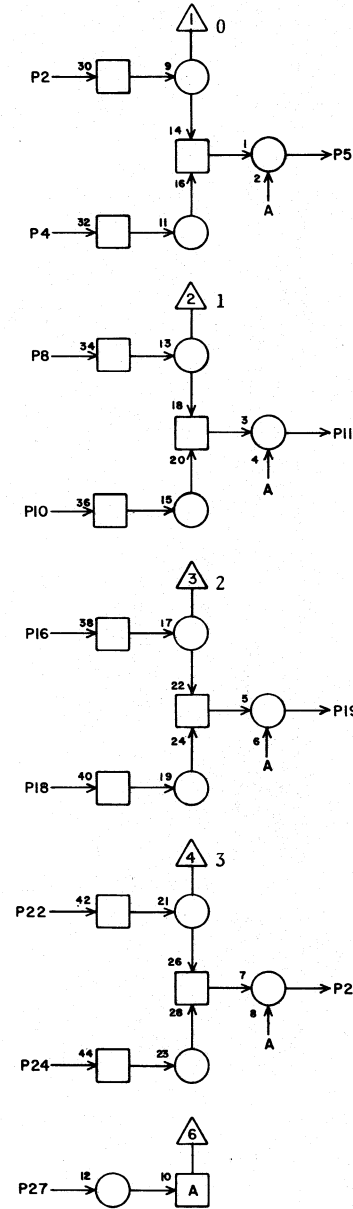 1 0
P2 30 9
14 1 P5
16 2
A
P4 32 11
2 1
P8 34 13
18 3 P11
20 4
A
P10 36 15
3 2
P16 38 17
22 5 P19
24 6
A
P18 40 19
4 3
P22 42 21
26 7 P2
28 8
A
P24 44 23
6
P27 12 10 A